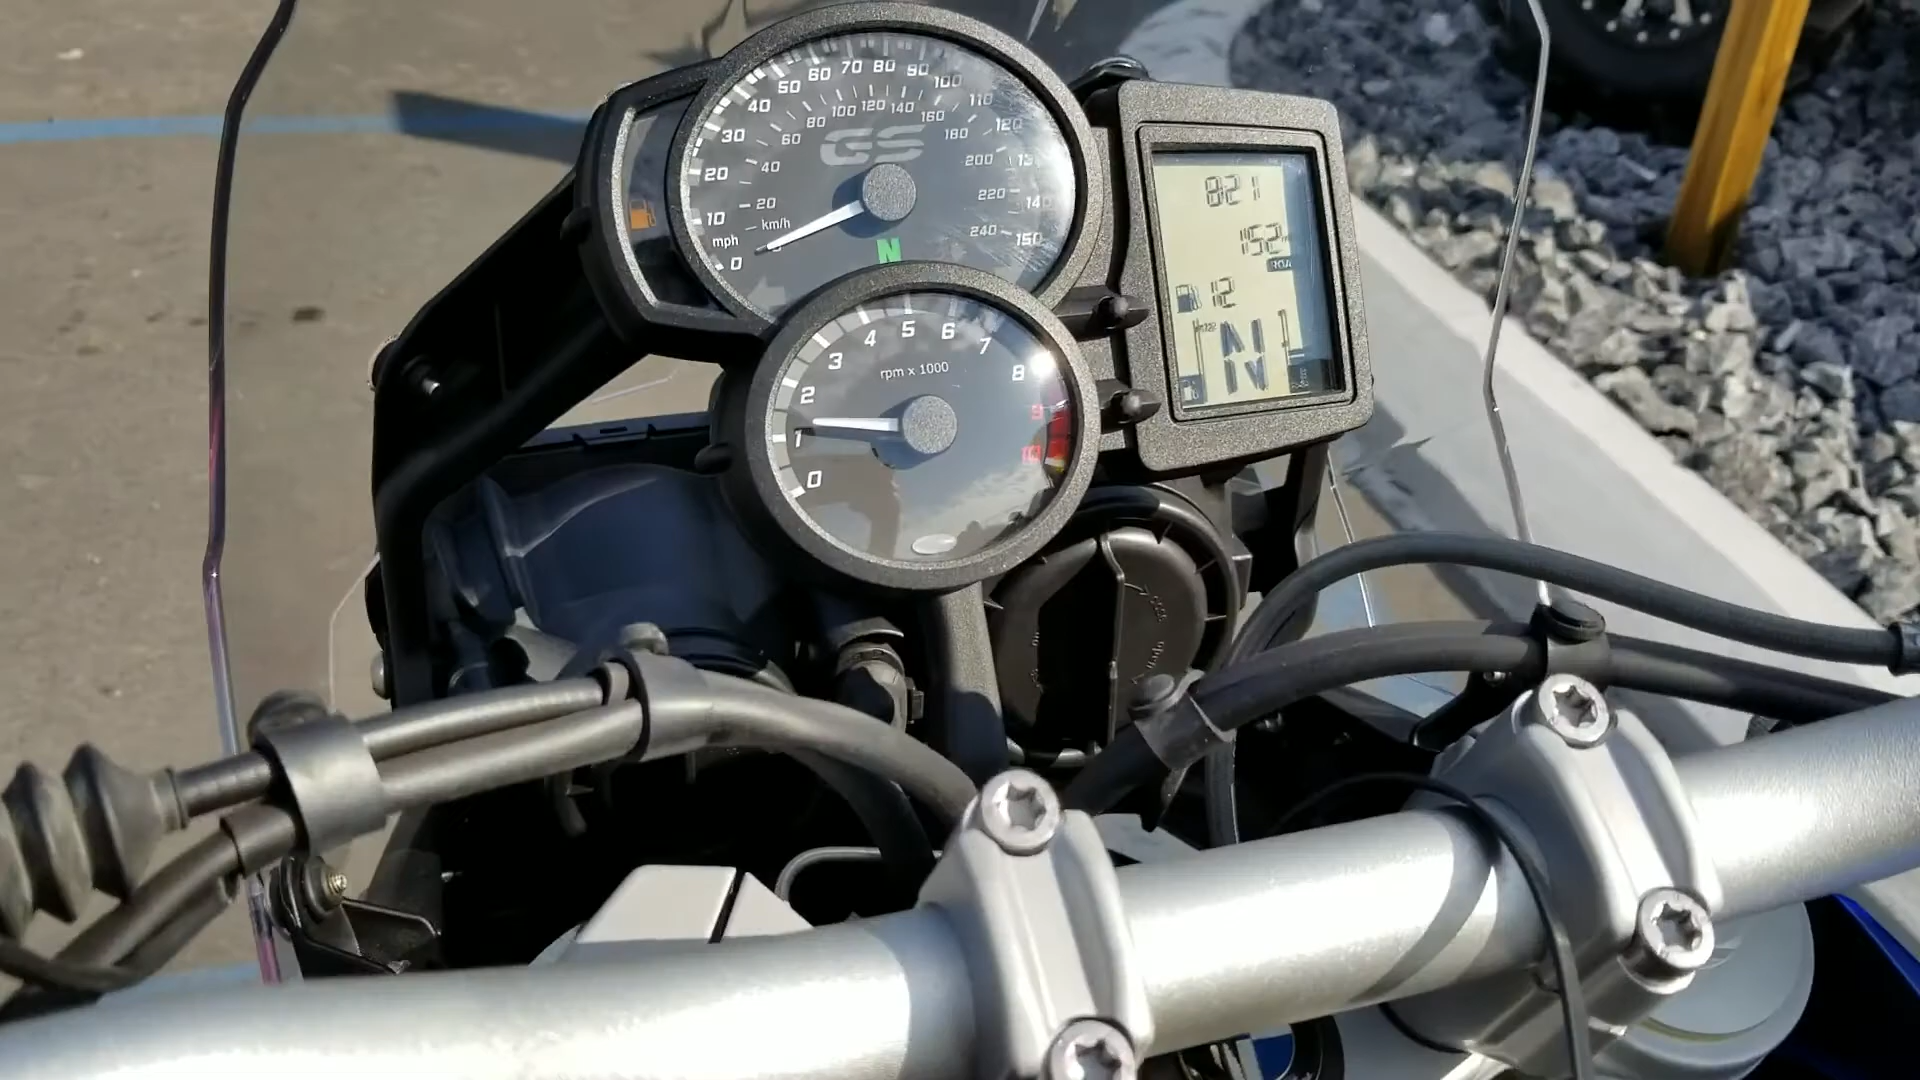 0 10 20 30 40 50 60 70 80 90 100 110 120 140 150
mph
20 40 60 80 100 120 140 160 180 200 220 240
km/h
GS
N
0 1 2 3 4 5 6 7 8 9 10
rpm x 1000
821
152
12
N